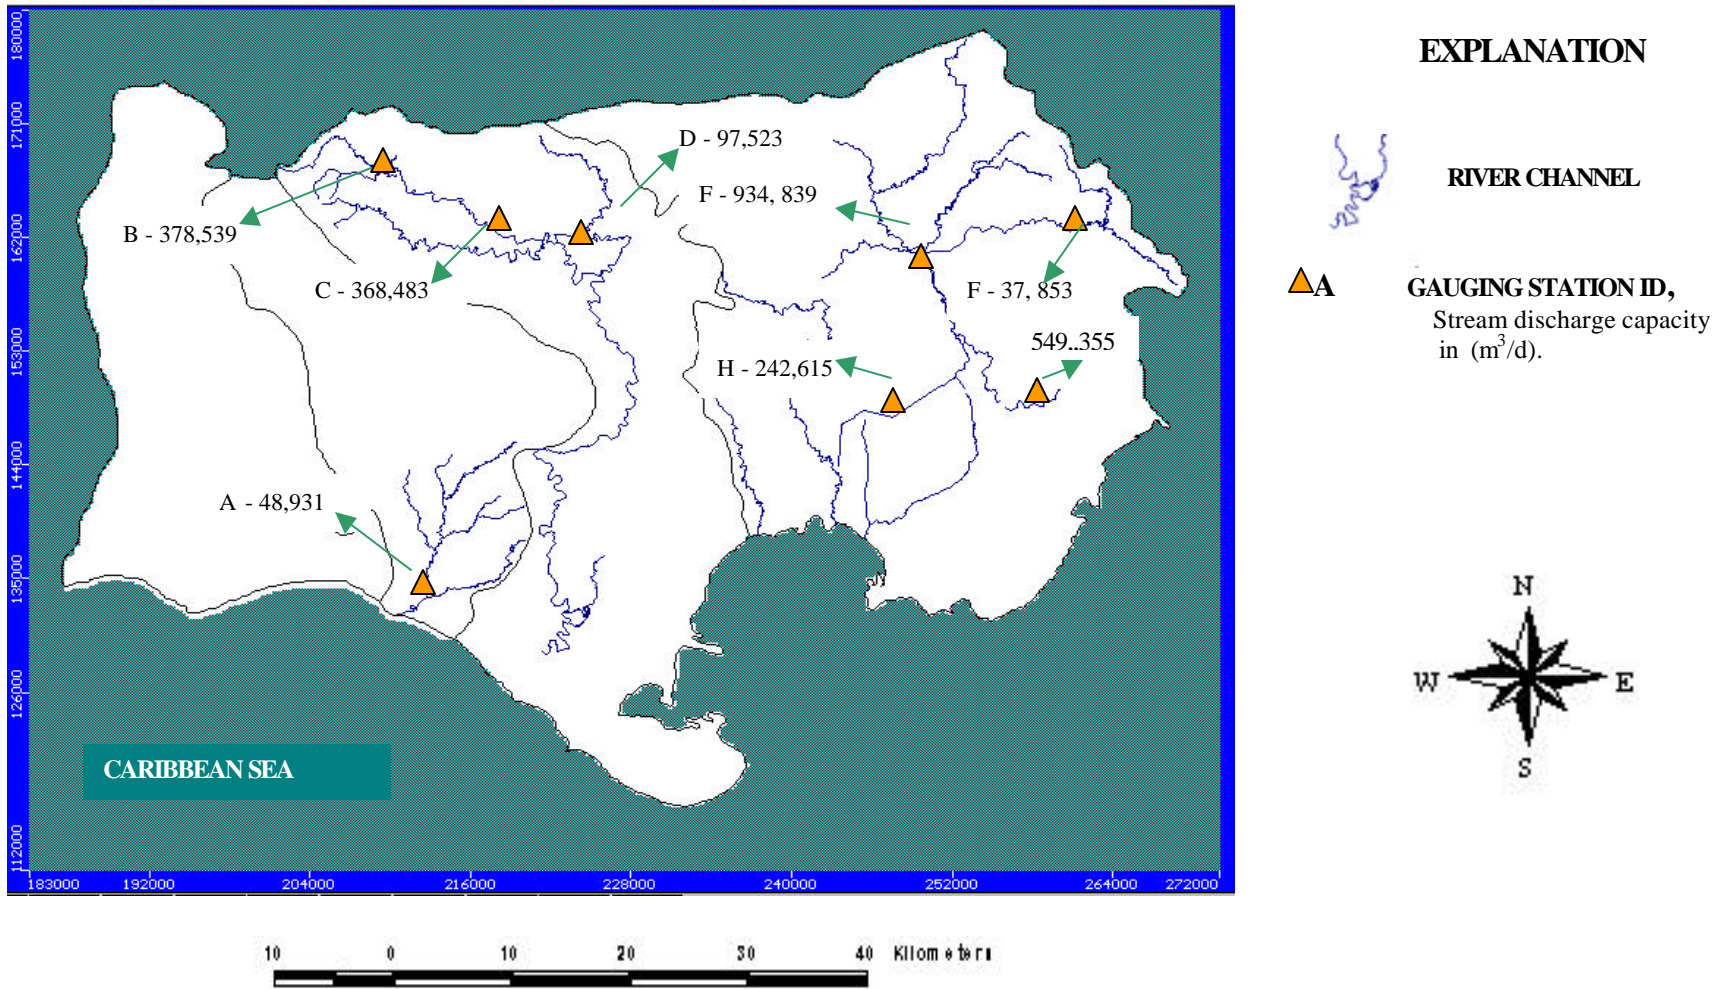 EXPLANATION
RIVER CHANNEL
A GAUGING STATION ID,
Stream discharge capacity
in (m³/d).
D - 97,523
F - 934, 839
B - 378,539
C - 368,483
F - 37, 853
549..355
H - 242,615
A - 48,931
CARIBBEAN SEA
180000
171000
162000
153000
144000
135000
126000
112000
183000 192000 204000 216000 228000 240000 252000 264000 272000
N
W E
S
10 0 10 20 30 40 Kilometers